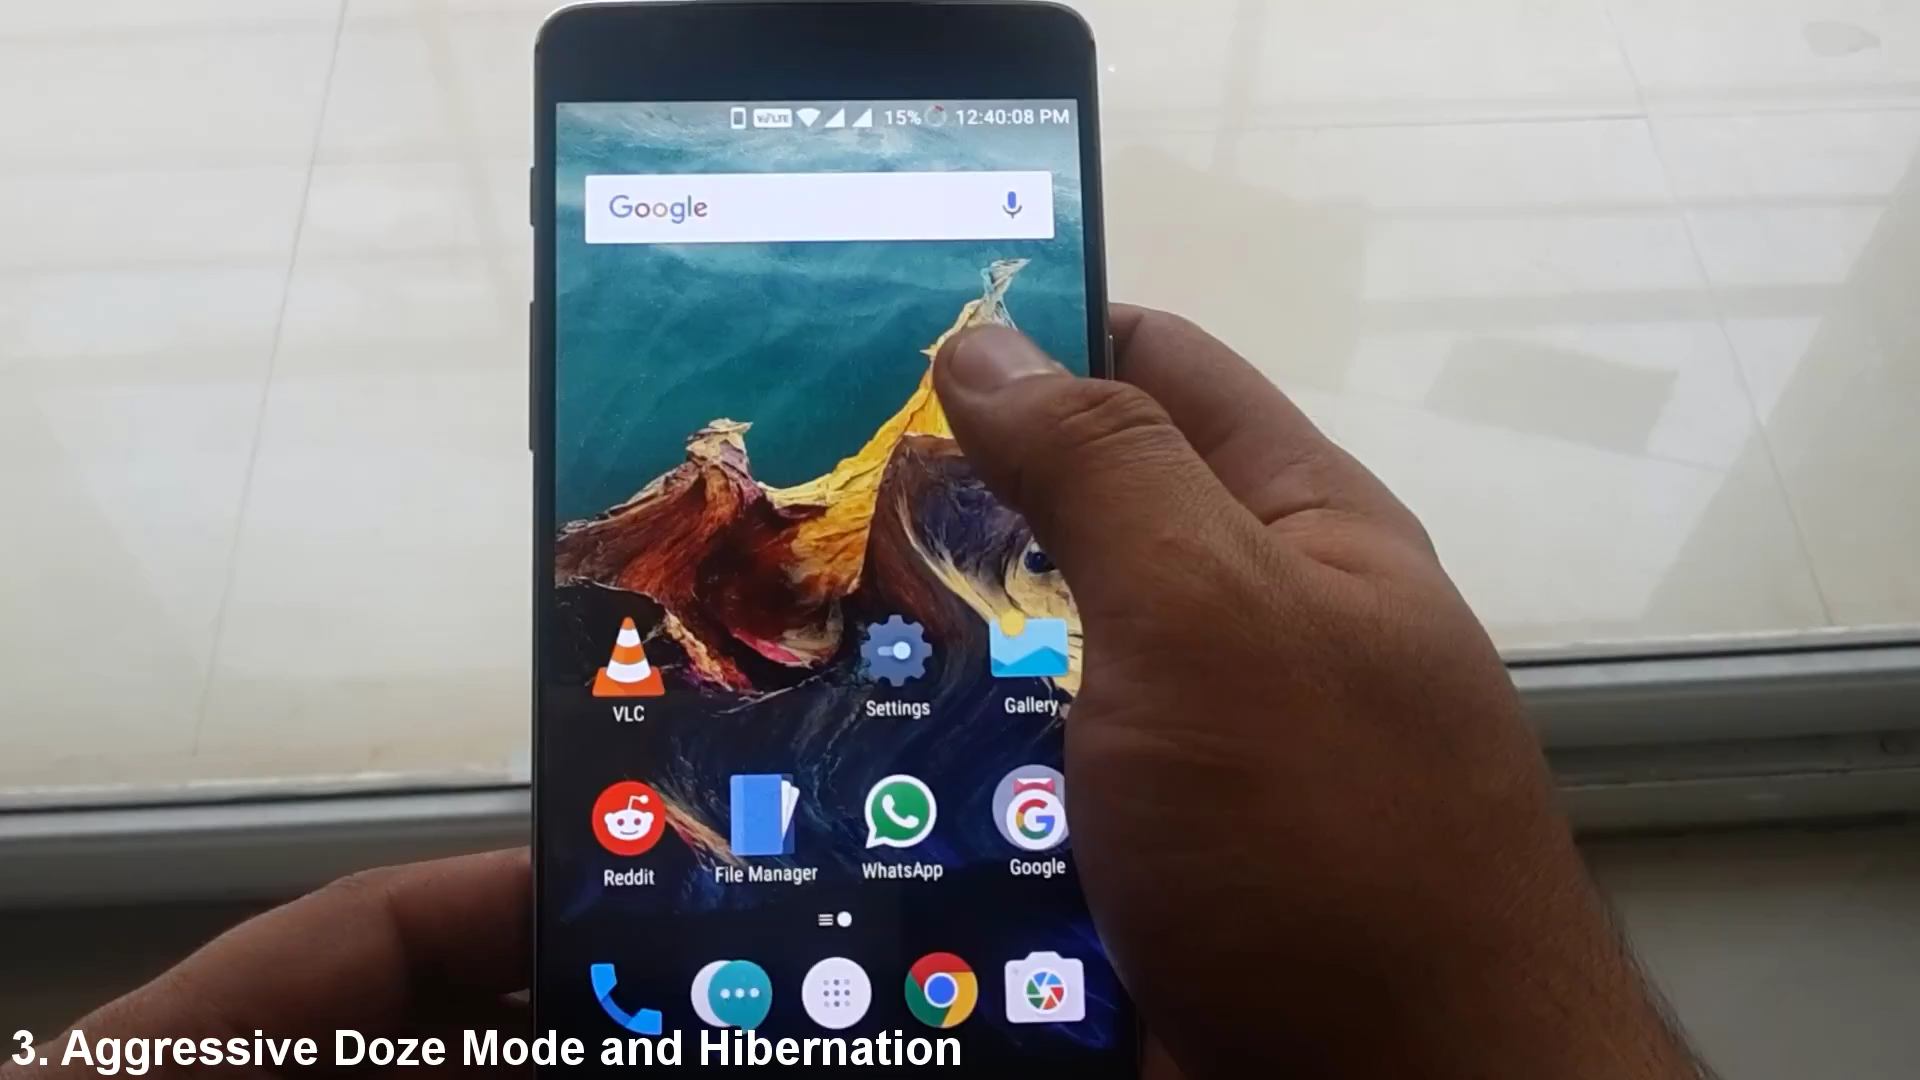 VoLTE 15% 12:40:08 PM
Google
VLC
Settings
Gallery
Reddit
File Manager
WhatsApp
Google
3. Aggressive Doze Mode and Hibernation